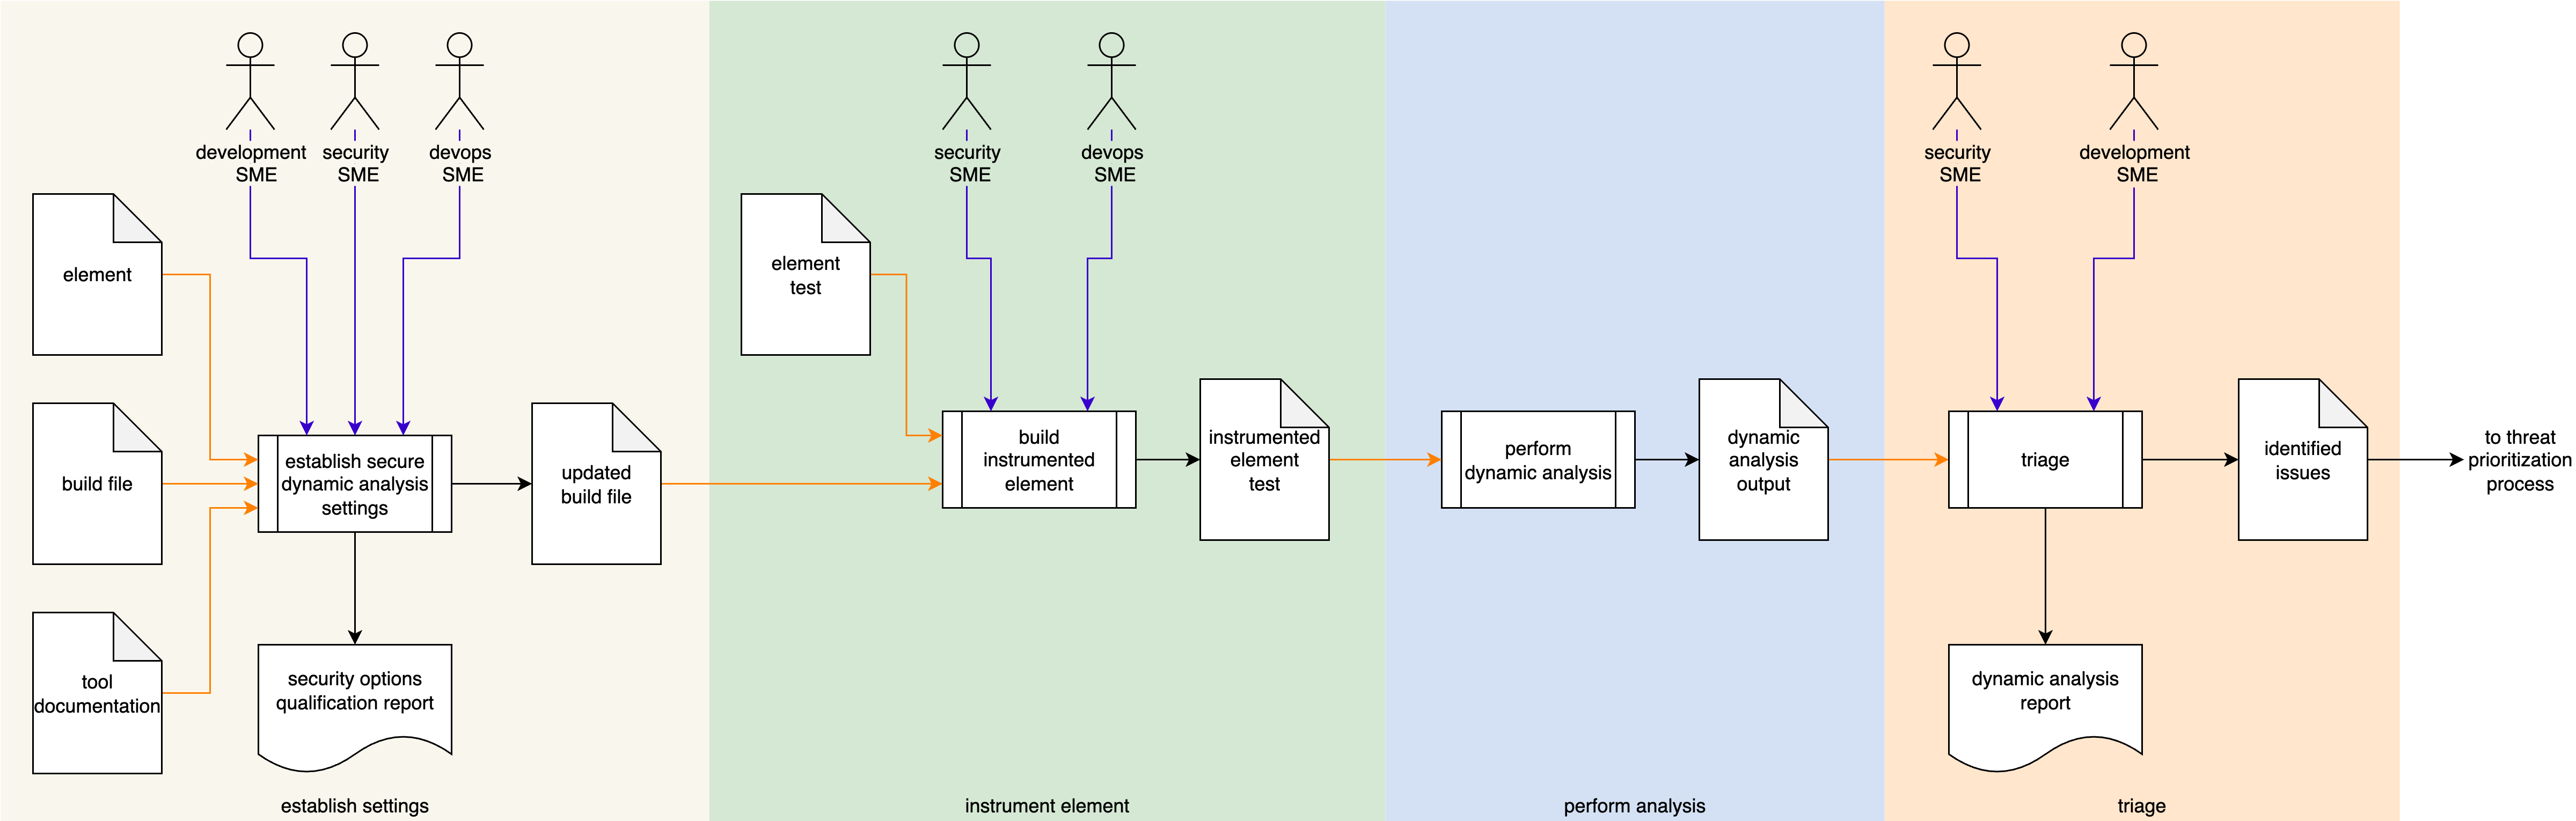 development
SME
security
SME
devops
SME
element
build file
tool
documentation
establish secure
dynamic analysis
settings
updated
build file
security options
qualification report
establish settings
security
SME
devops
SME
element
test
build
instrumented
element
instrumented
element
test
instrument element
perform
dynamic analysis
dynamic
analysis
output
perform analysis
security
SME
development
SME
triage
identified
issues
dynamic analysis
report
triage
to threat
prioritization
process